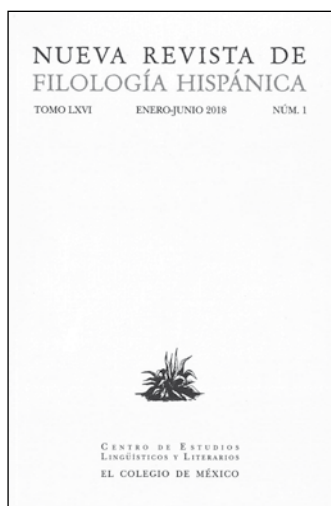 NUEVA REVISTA DE
FILOLOGÍA HISPÁNICA
TOMO LXVI ENERO-JUNIO 2018 NÚM. 1
CENTRO DE ESTUDIOS
LINGÜÍSTICOS Y LITERARIOS
EL COLEGIO DE MÉXICO